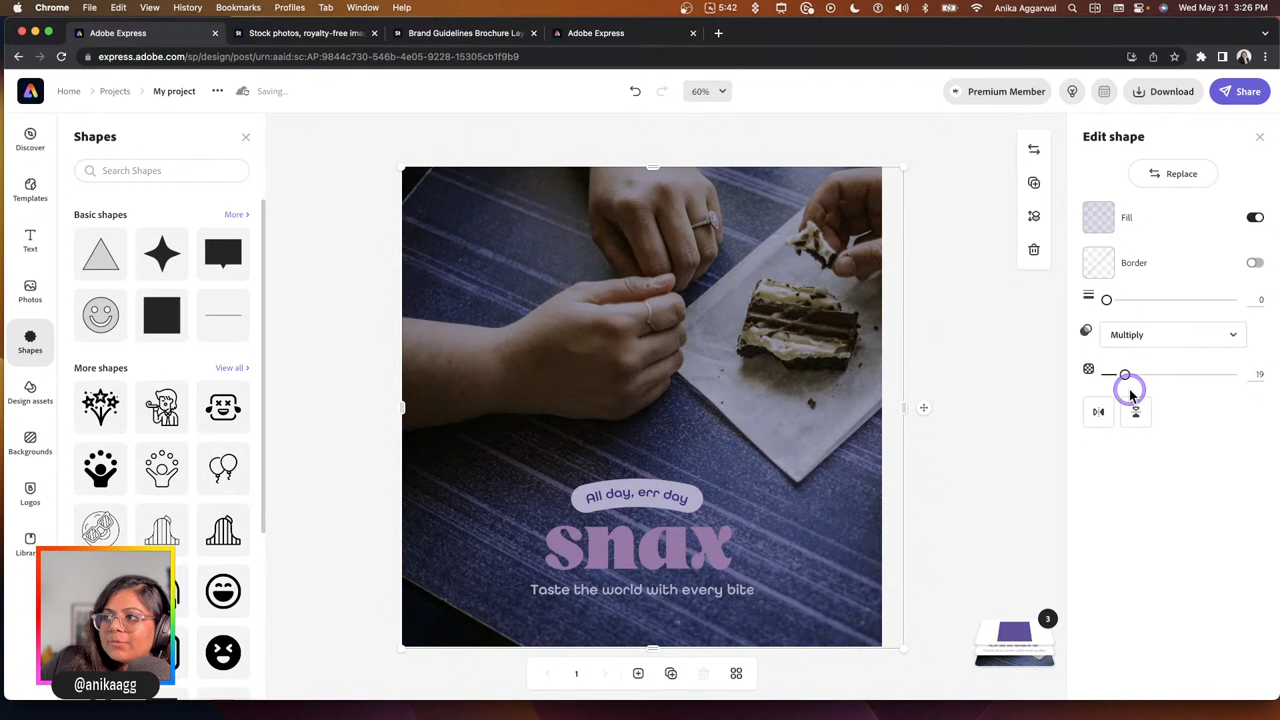 Chrome File Edit View History Bookmarks Profiles Tab Window Help 5:42 Anika Aggarwal Wed May 31 3:26 PM
Adobe Express Stock photos, royalty-free ima Brand Guidelines Brochure Lay Adobe Express
express.adobe.com/sp/design/post/urn:aaid:sc:AP:9844c730-546b-4e05-9228-15305cb1f9b9
Home Projects My project Saving... 60% Premium Member Download Share
Discover
Templates
Text
Photos
Shapes
Design assets
Backgrounds
Logos
Librar
Shapes
Search Shapes
Basic shapes More >
More shapes View all >
All day, err day
snax
Taste the world with every bite
1
3
Edit shape
Replace
Fill
Border
0
Multiply
19
@anikaagg